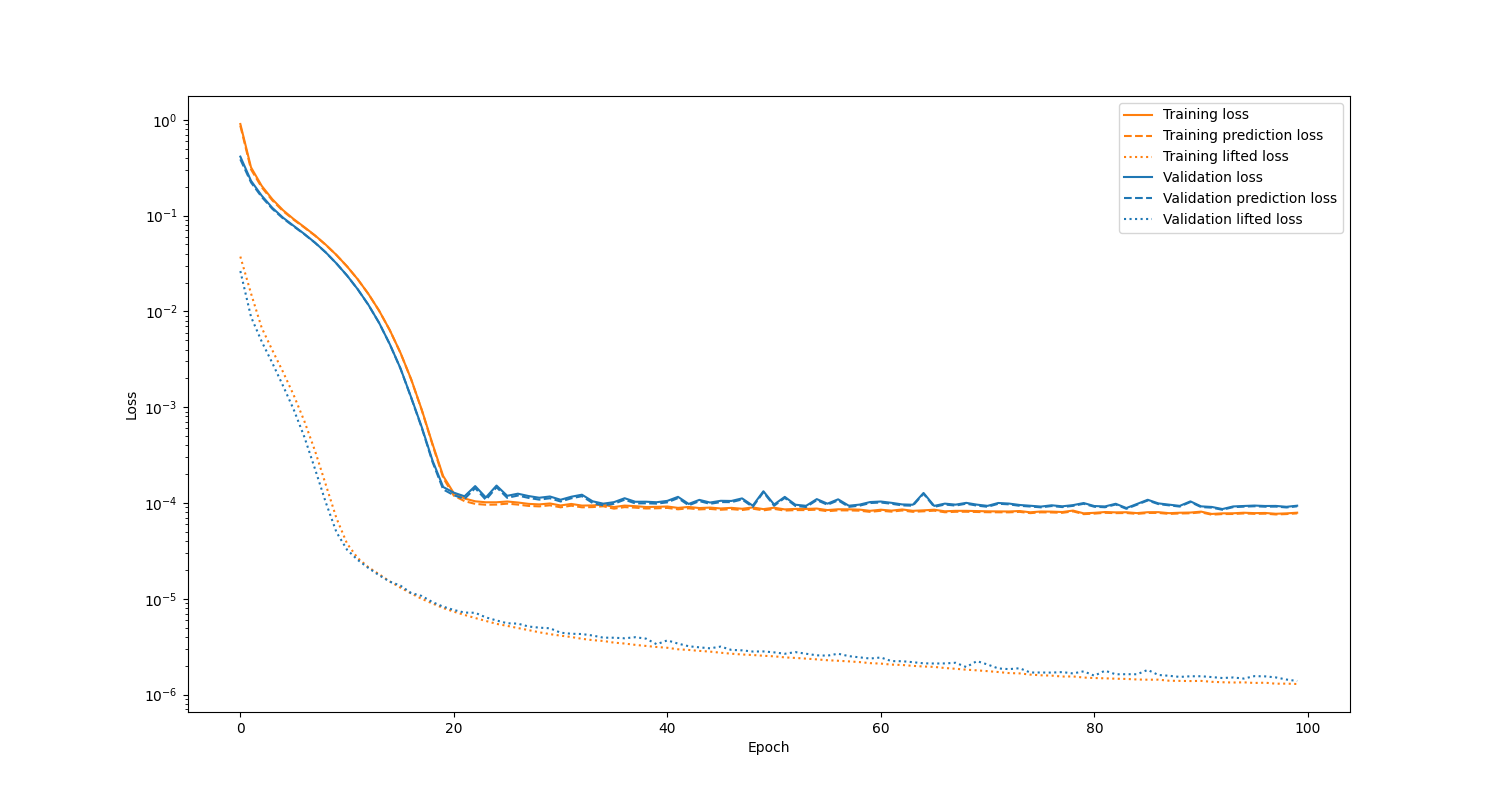 Training loss
Training prediction loss
Training lifted loss
Validation loss
Validation prediction loss
Validation lifted loss
10⁰
10⁻¹
10⁻²
10⁻³
10⁻⁴
10⁻⁵
10⁻⁶
Loss
0 20 40 60 80 100
Epoch